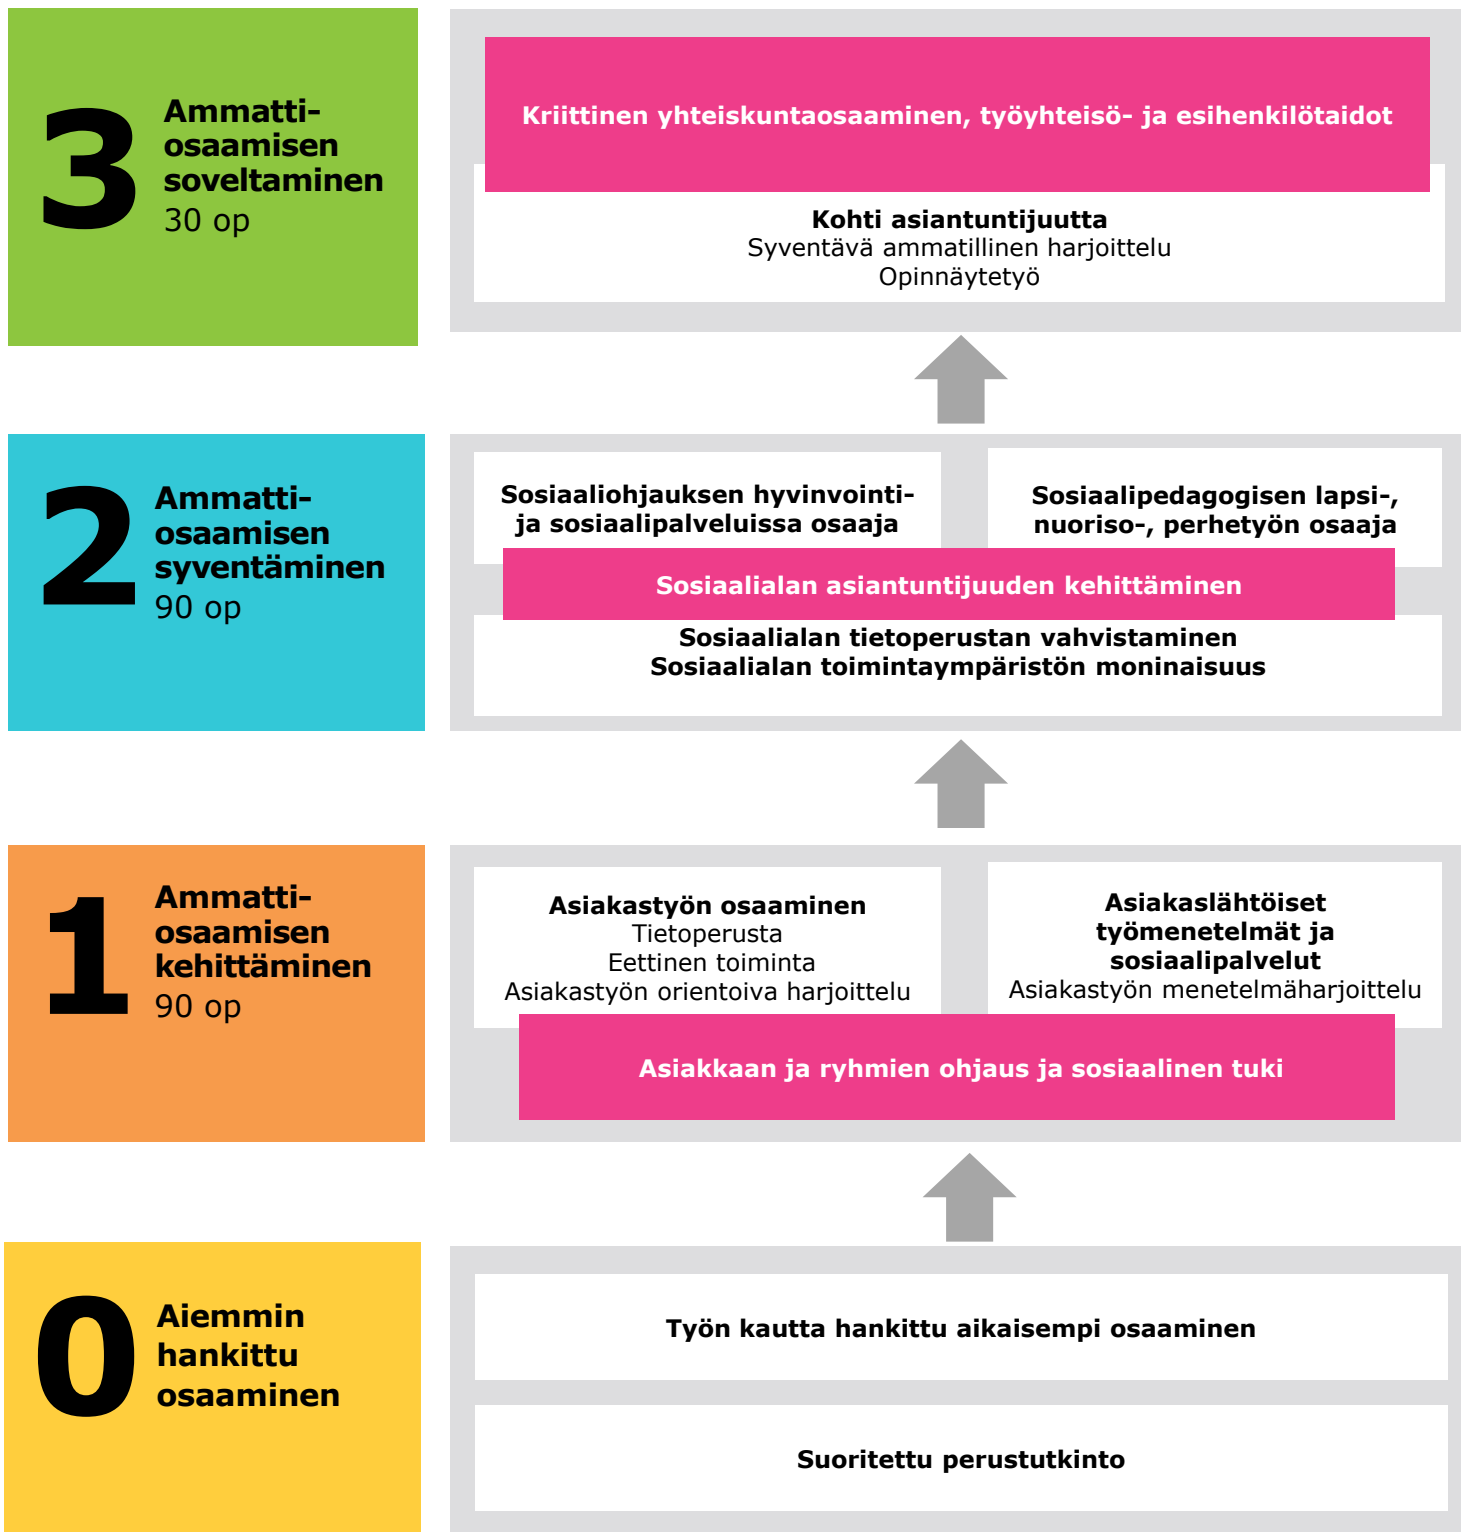 3
Ammatti-
osaamisen
soveltaminen
30 op
Kriittinen yhteiskuntaosaaminen, työyhteisö- ja esihenkilötaidot
Kohti asiantuntijuutta
Syventävä ammatillinen harjoittelu
Opinnäytetyö
2
Ammatti-
osaamisen
syventäminen
90 op
Sosiaaliohjauksen hyvinvointi-
ja sosiaalipalveluissa osaaja
Sosiaalipedagogisen lapsi-,
nuoriso-, perhetyön osaaja
Sosiaalialan asiantuntijuuden kehittäminen
Sosiaalialan tietoperustan vahvistaminen
Sosiaalialan toimintaympäristön moninaisuus
1
Ammatti-
osaamisen
kehittäminen
90 op
Asiakastyön osaaminen
Tietoperusta
Eettinen toiminta
Asiakastyön orientoiva harjoittelu
Asiakaslähtöiset
työmenetelmät ja
sosiaalipalvelut
Asiakastyön menetelmäharjoittelu
Asiakkaan ja ryhmien ohjaus ja sosiaalinen tuki
0
Aiemmin
hankittu
osaaminen
Työn kautta hankittu aikaisempi osaaminen
Suoritettu perustutkinto